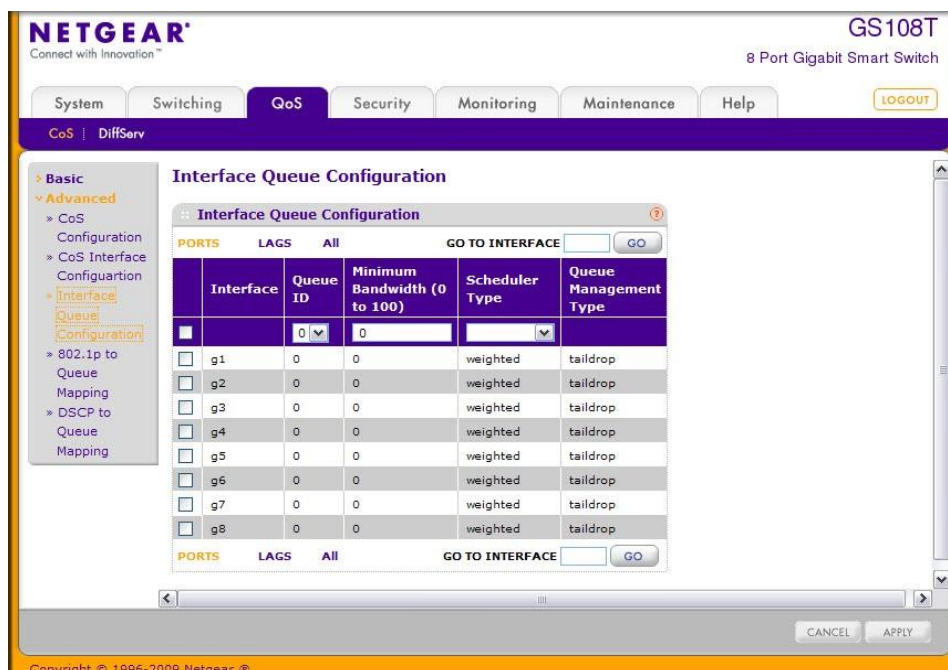 NETGEAR®
Connect with Innovation™
GS108T
8 Port Gigabit Smart Switch
System Switching QoS Security Monitoring Maintenance Help LOGOUT
CoS | DiffServ
Basic
Advanced
» CoS
Configuration
» CoS Interface
Configuartion
» Interface
Queue
Configuration
» 802.1p to
Queue
Mapping
» DSCP to
Queue
Mapping
Interface Queue Configuration
Interface Queue Configuration ?
PORTS LAGS All GO TO INTERFACE GO
Interface Queue ID Minimum Bandwidth (0 to 100) Scheduler Type Queue Management Type
0 0
g1 0 0 weighted taildrop
g2 0 0 weighted taildrop
g3 0 0 weighted taildrop
g4 0 0 weighted taildrop
g5 0 0 weighted taildrop
g6 0 0 weighted taildrop
g7 0 0 weighted taildrop
g8 0 0 weighted taildrop
PORTS LAGS All GO TO INTERFACE GO
CANCEL APPLY
Copyright © 1996-2009 Netgear ®